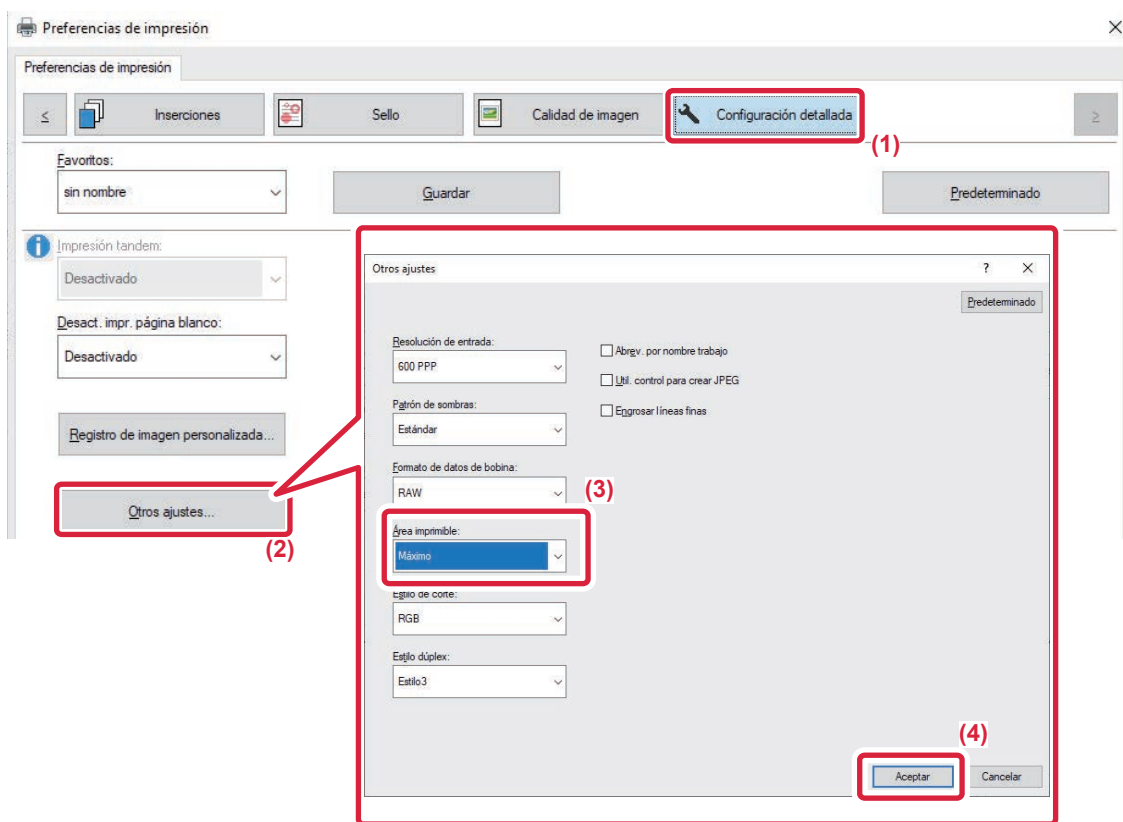 Preferencias de impresión
Preferencias de impresión
<
Inserciones
Sello
Calidad de imagen
Configuración detallada
>
(1)
Favoritos:
sin nombre
Guardar
Predeterminado
Impresión tandem:
Desactivado
Desact. impr. página blanco:
Desactivado
Registro de imagen personalizada...
Otros ajustes...
(2)
Otros ajustes
?
Predeterminado
Resolución de entrada:
600 PPP
Abrev. por nombre trabajo
Util. control para crear JPEG
Engrosar líneas finas
Patrón de sombras:
Estándar
Formato de datos de bobina:
RAW
(3)
Área imprimible:
Máximo
Estilo de corte:
RGB
Estilo dúplex:
Estilo3
(4)
Aceptar
Cancelar